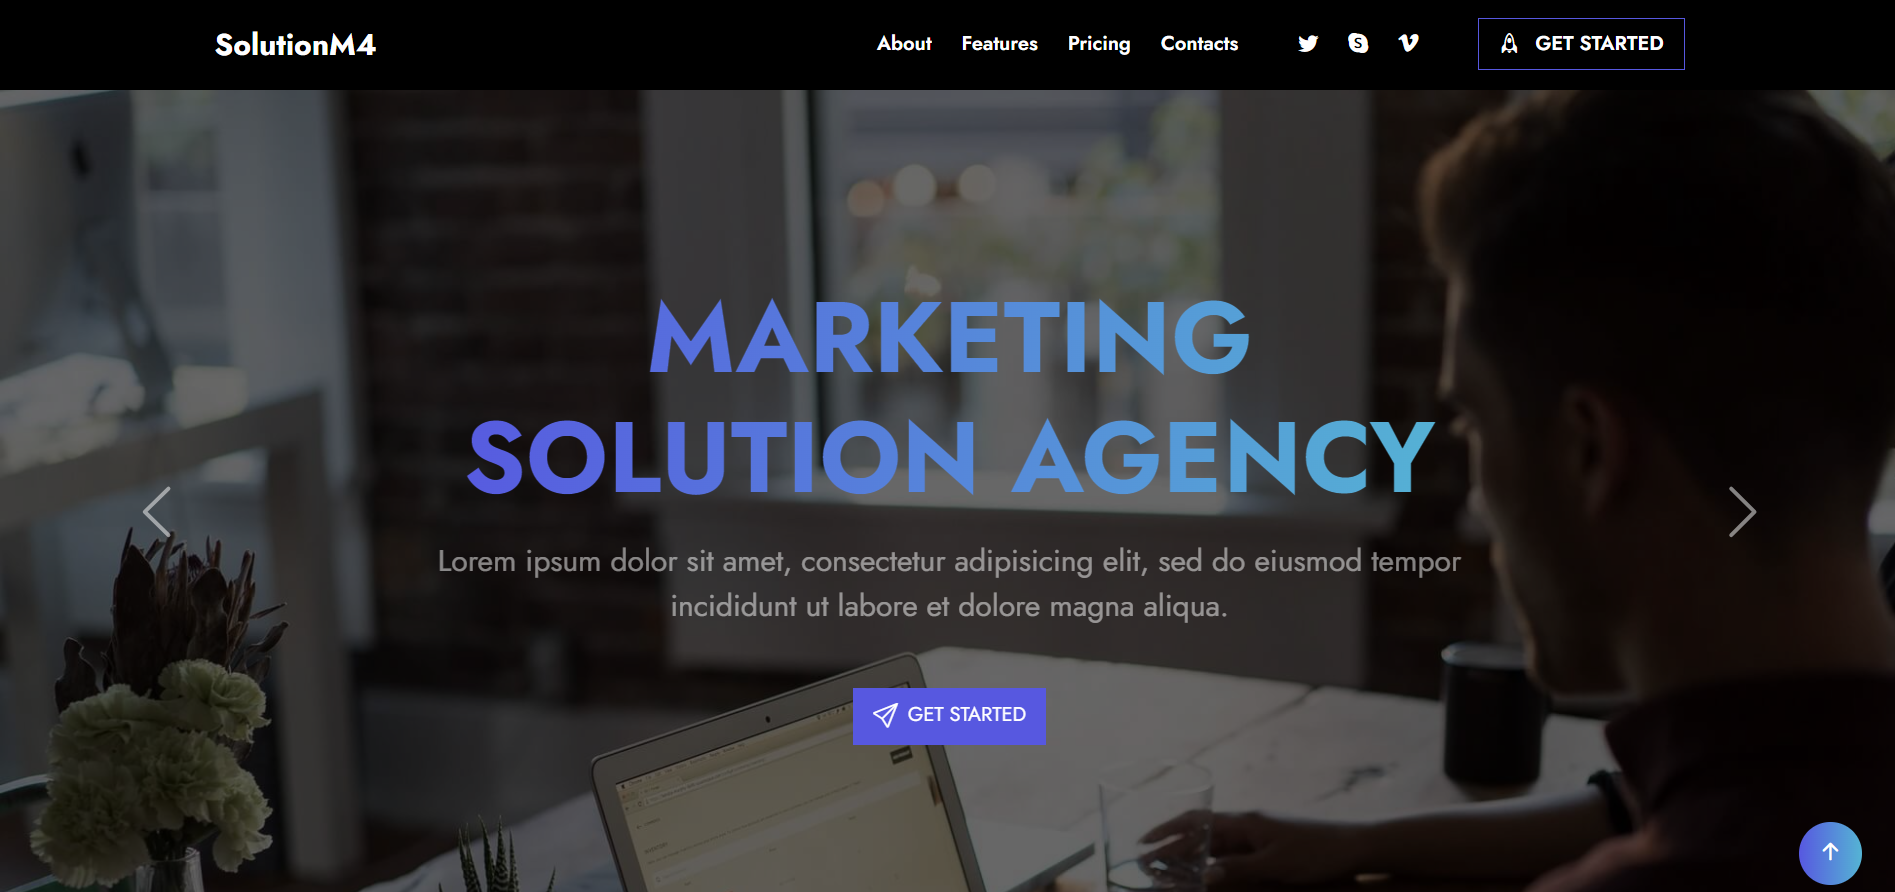 SolutionM4
About Features Pricing Contacts GET STARTED
MARKETING
SOLUTION AGENCY
Lorem ipsum dolor sit amet, consectetur adipisicing elit, sed do eiusmod tempor
incididunt ut labore et dolore magna aliqua.
GET STARTED